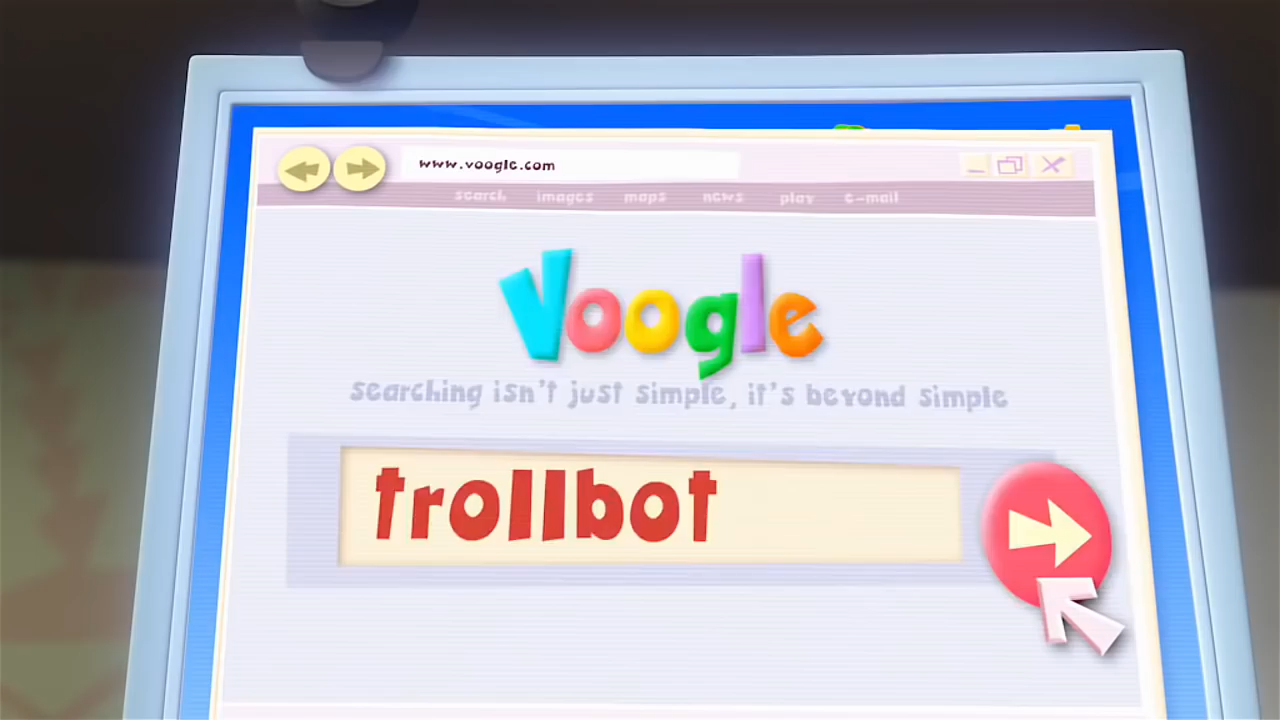 www.voogle.com
search images maps news play e-mail
Voogle
searching isn't just simple, it's beyond simple
trollbot